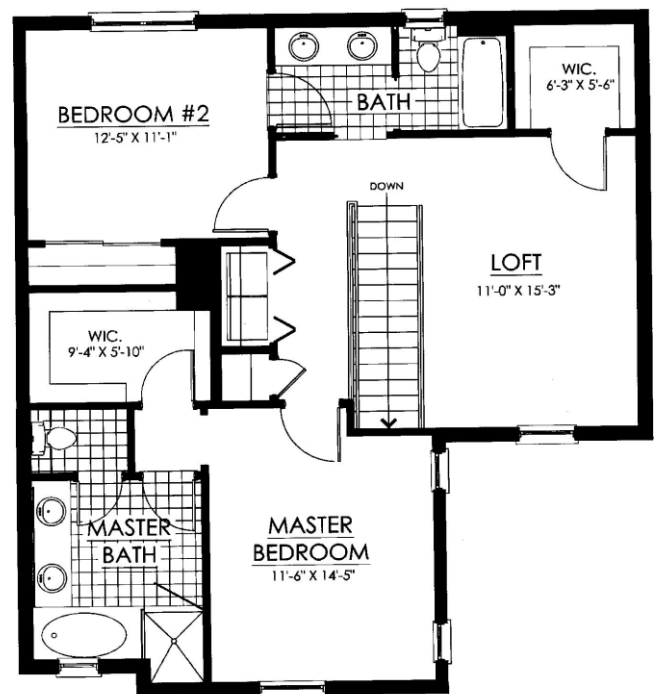 WIC.
6'-3" X 5'-6"
BATH
BEDROOM #2
12'-5" X 11'-1"
DOWN
LOFT
11'-0" X 15'-3"
WIC.
9'-4" X 5'-10"
MASTER
BATH
MASTER
BEDROOM
11'-6" X 14'-5"